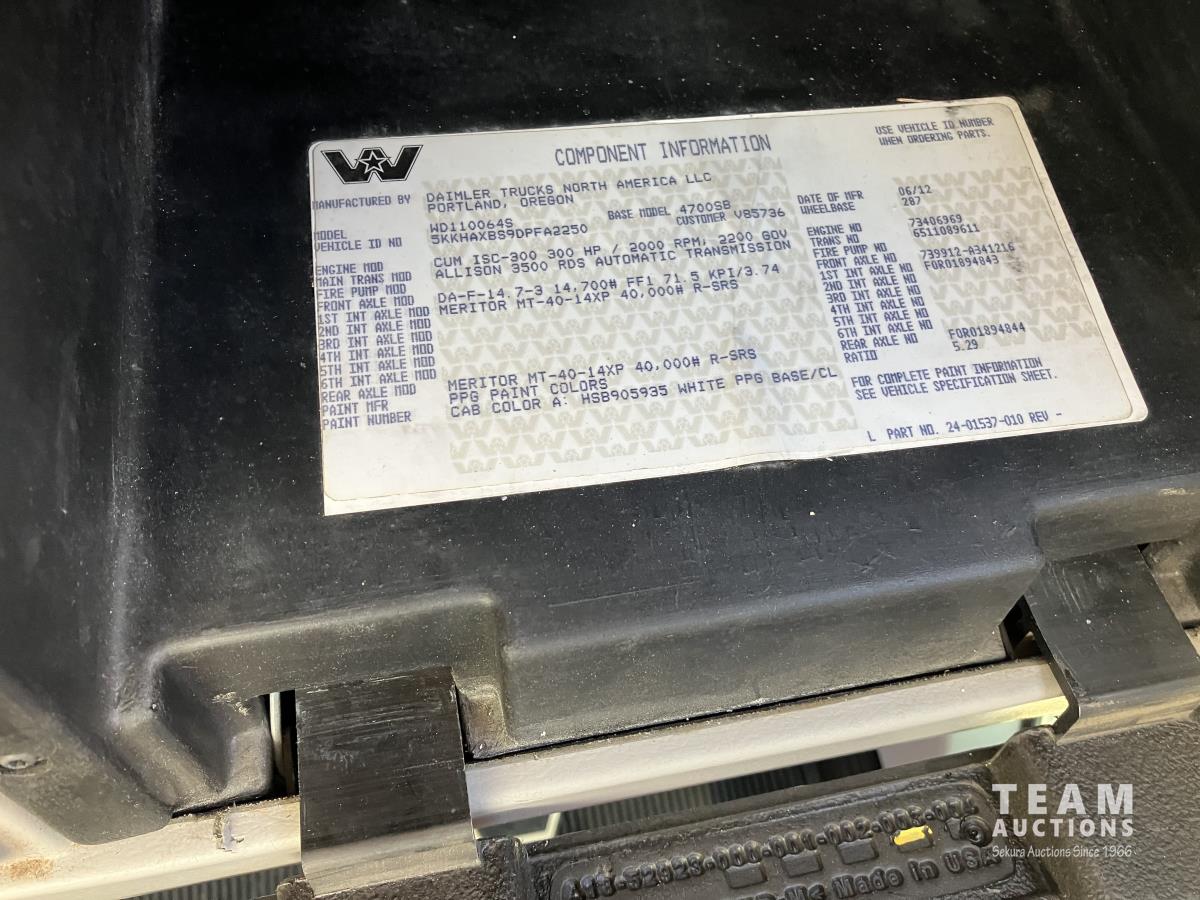 COMPONENT INFORMATION
USE VEHICLE ID NUMBER
WHEN ORDERING PARTS.
MANUFACTURED BY DAIMLER TRUCKS NORTH AMERICA LLC
PORTLAND, OREGON
DATE OF MFR 06/12
MODEL WD110064S BASE MODEL 4700SB WHEELBASE 287
VEHICLE ID NO 5KKHAXBS9DPFA2250 CUSTOMER V85736
ENGINE MOD CUM ISC-300 300 HP / 2000 RPM; 2200 GOV ENGINE NO 73406969
MAIN TRANS MOD ALLISON 3500 RDS AUTOMATIC TRANSMISSION TRANS NO 6511089611
FIRE PUMP MOD FIRE PUMP NO
FRONT AXLE MOD DA-F-14.7-3 14,700# FF1 71.5 KPI/3.74 FRONT AXLE NO 739912-A341216
1ST INT AXLE MOD MERITOR MT-40-14XP 40,000# R-SRS 1ST INT AXLE NO FOR01894843
2ND INT AXLE MOD 2ND INT AXLE NO
3RD INT AXLE MOD 3RD INT AXLE NO
4TH INT AXLE MOD 4TH INT AXLE NO
5TH INT AXLE MOD 5TH INT AXLE NO
6TH INT AXLE MOD 6TH INT AXLE NO
REAR AXLE MOD MERITOR MT-40-14XP 40,000# R-SRS REAR AXLE NO FOR01894844
PAINT MFR PPG PAINT COLORS RATIO 5.29
PAINT NUMBER CAB COLOR A: HSB905935 WHITE PPG BASE/CL
FOR COMPLETE PAINT INFORMATION
SEE VEHICLE SPECIFICATION SHEET.
L PART NO. 24-01537-010 REV -
A18-52923-000-001-002-003-004
Made in USA
TEAM
AUCTIONS
Sekura Auctions Since 1966